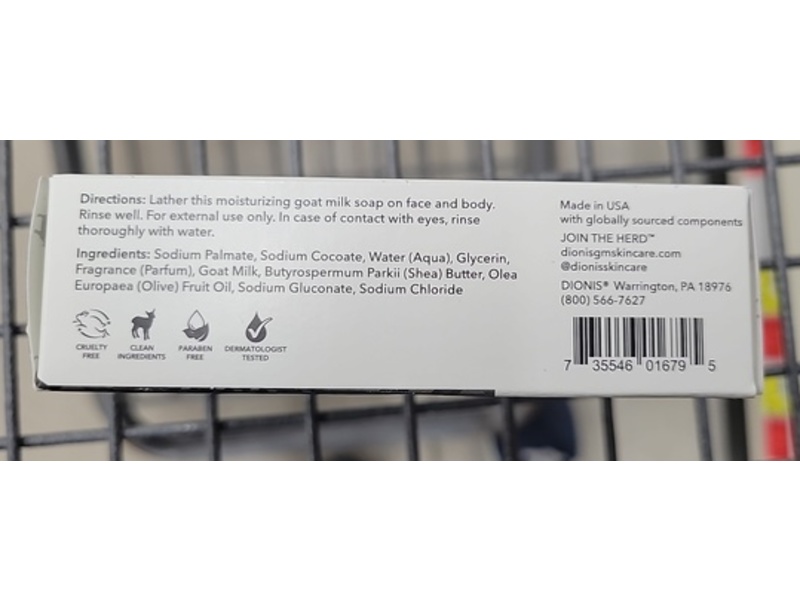 Directions: Lather this moisturizing goat milk soap on face and body.
Rinse well. For external use only. In case of contact with eyes, rinse
thoroughly with water.
Ingredients: Sodium Palmate, Sodium Cocoate, Water (Aqua), Glycerin,
Fragrance (Parfum), Goat Milk, Butyrospermum Parkii (Shea) Butter, Olea
Europaea (Olive) Fruit Oil, Sodium Gluconate, Sodium Chloride
CRUELTY
FREE
CLEAN
INGREDIENTS
PARABEN
FREE
DERMATOLOGIST
TESTED
Made in USA
with globally sourced components
JOIN THE HERD™
dionisgmskincare.com
@dionisskincare
DIONIS® Warrington, PA 18976
(800) 566-7627
7 35546 01679 5